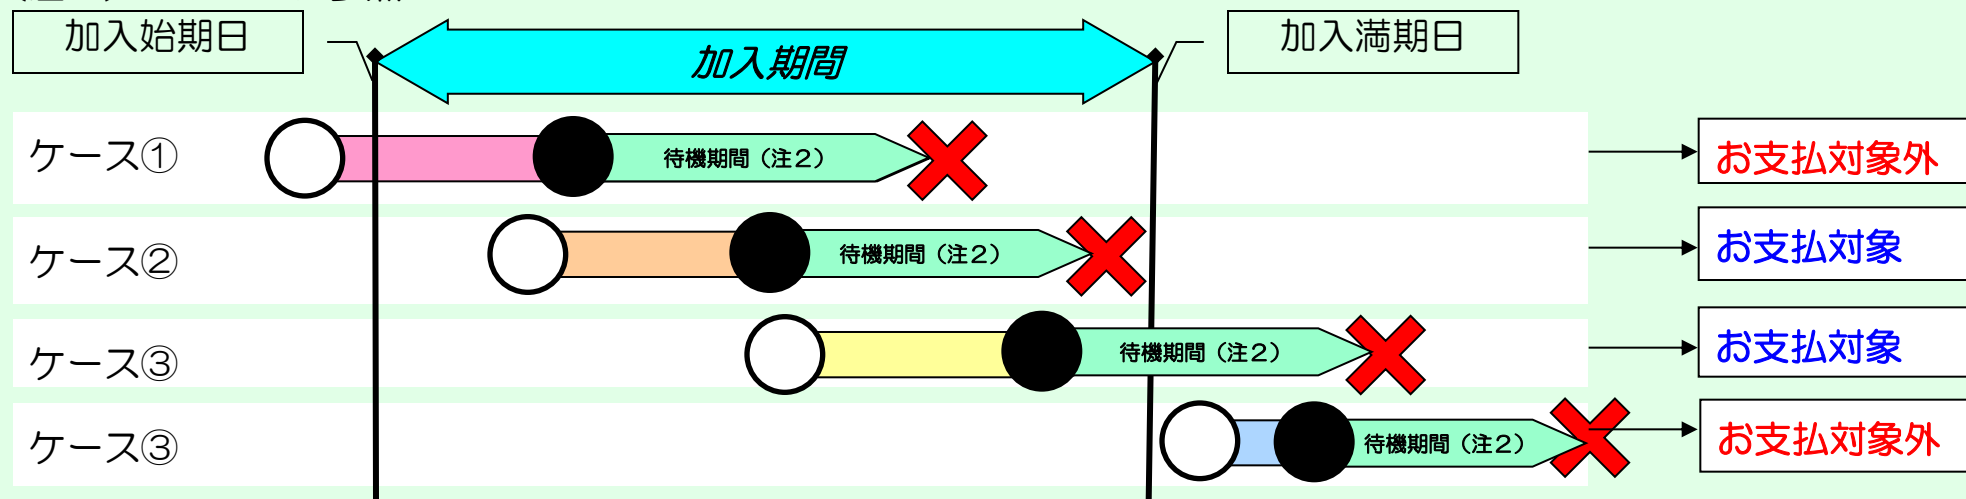 加入始期日
加入期間
加入満期日
ケース①
待機期間（注２）
お支払対象外
ケース②
待機期間（注２）
お支払対象
ケース③
待機期間（注２）
お支払対象
ケース③
待機期間（注２）
お支払対象外